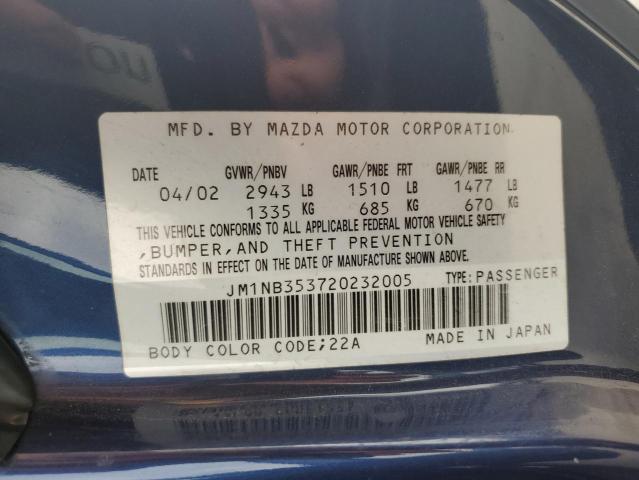 on
MFD. BY MAZDA MOTOR CORPORATION
DATE GVWR/PNBV GAWR/PNBE FRT GAWR/PNBE RR
04/02 2943 LB 1510 LB 1477 LB
1335 KG 685 KG 670 KG
THIS VEHICLE CONFORMS TO ALL APPLICABLE FEDERAL MOTOR VEHICLE SAFETY
,BUMPER,AND THEFT PREVENTION
STANDARDS IN EFFECT ON THE DATE OF MANUFACTURE SHOWN ABOVE.
JM1NB353720232005 TYPE:PASSENGER
BODY COLOR CODE;22A MADE IN JAPAN